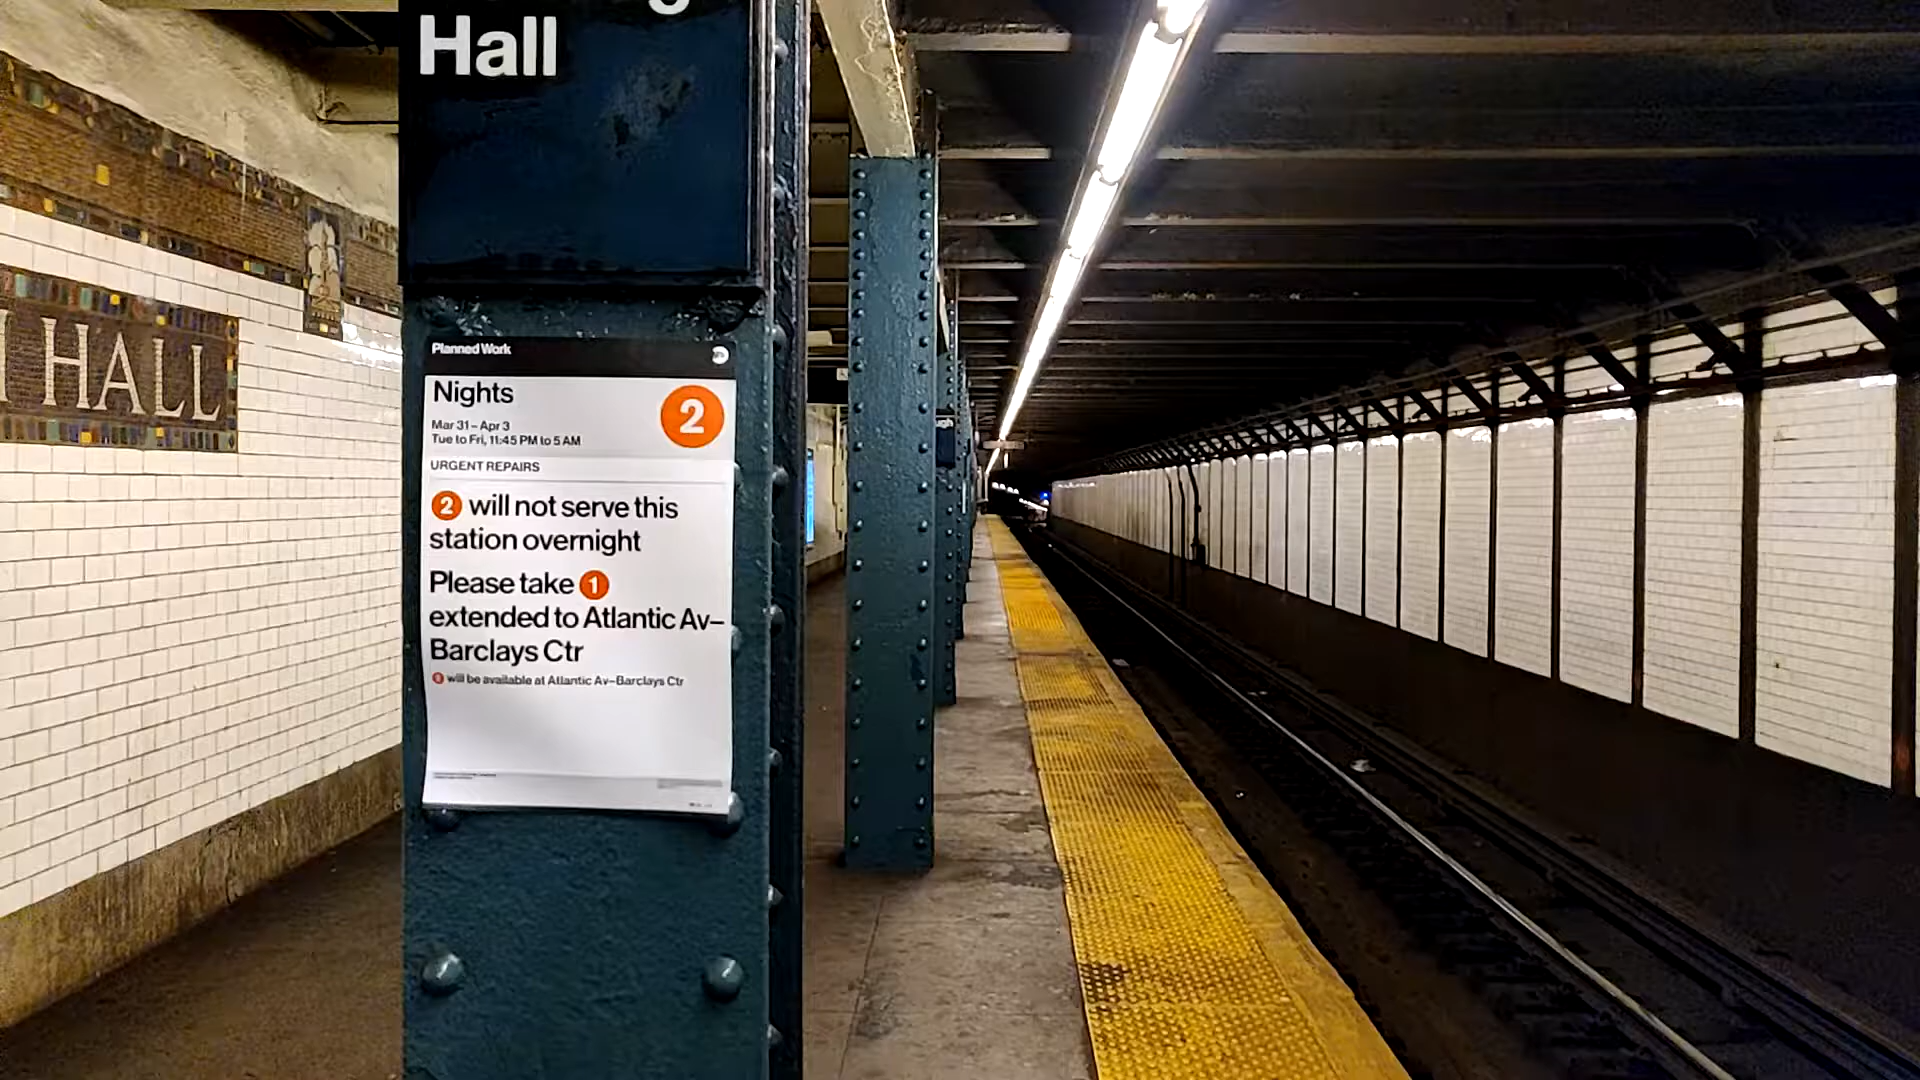 Hall
HALL
Planned Work
Nights
2
Mar 31 – Apr 3
Tue to Fri, 11:45 PM to 5 AM
URGENT REPAIRS
2 will not serve this
station overnight
Please take 1
extended to Atlantic Av–
Barclays Ctr
will be available at Atlantic Av–Barclays Ctr